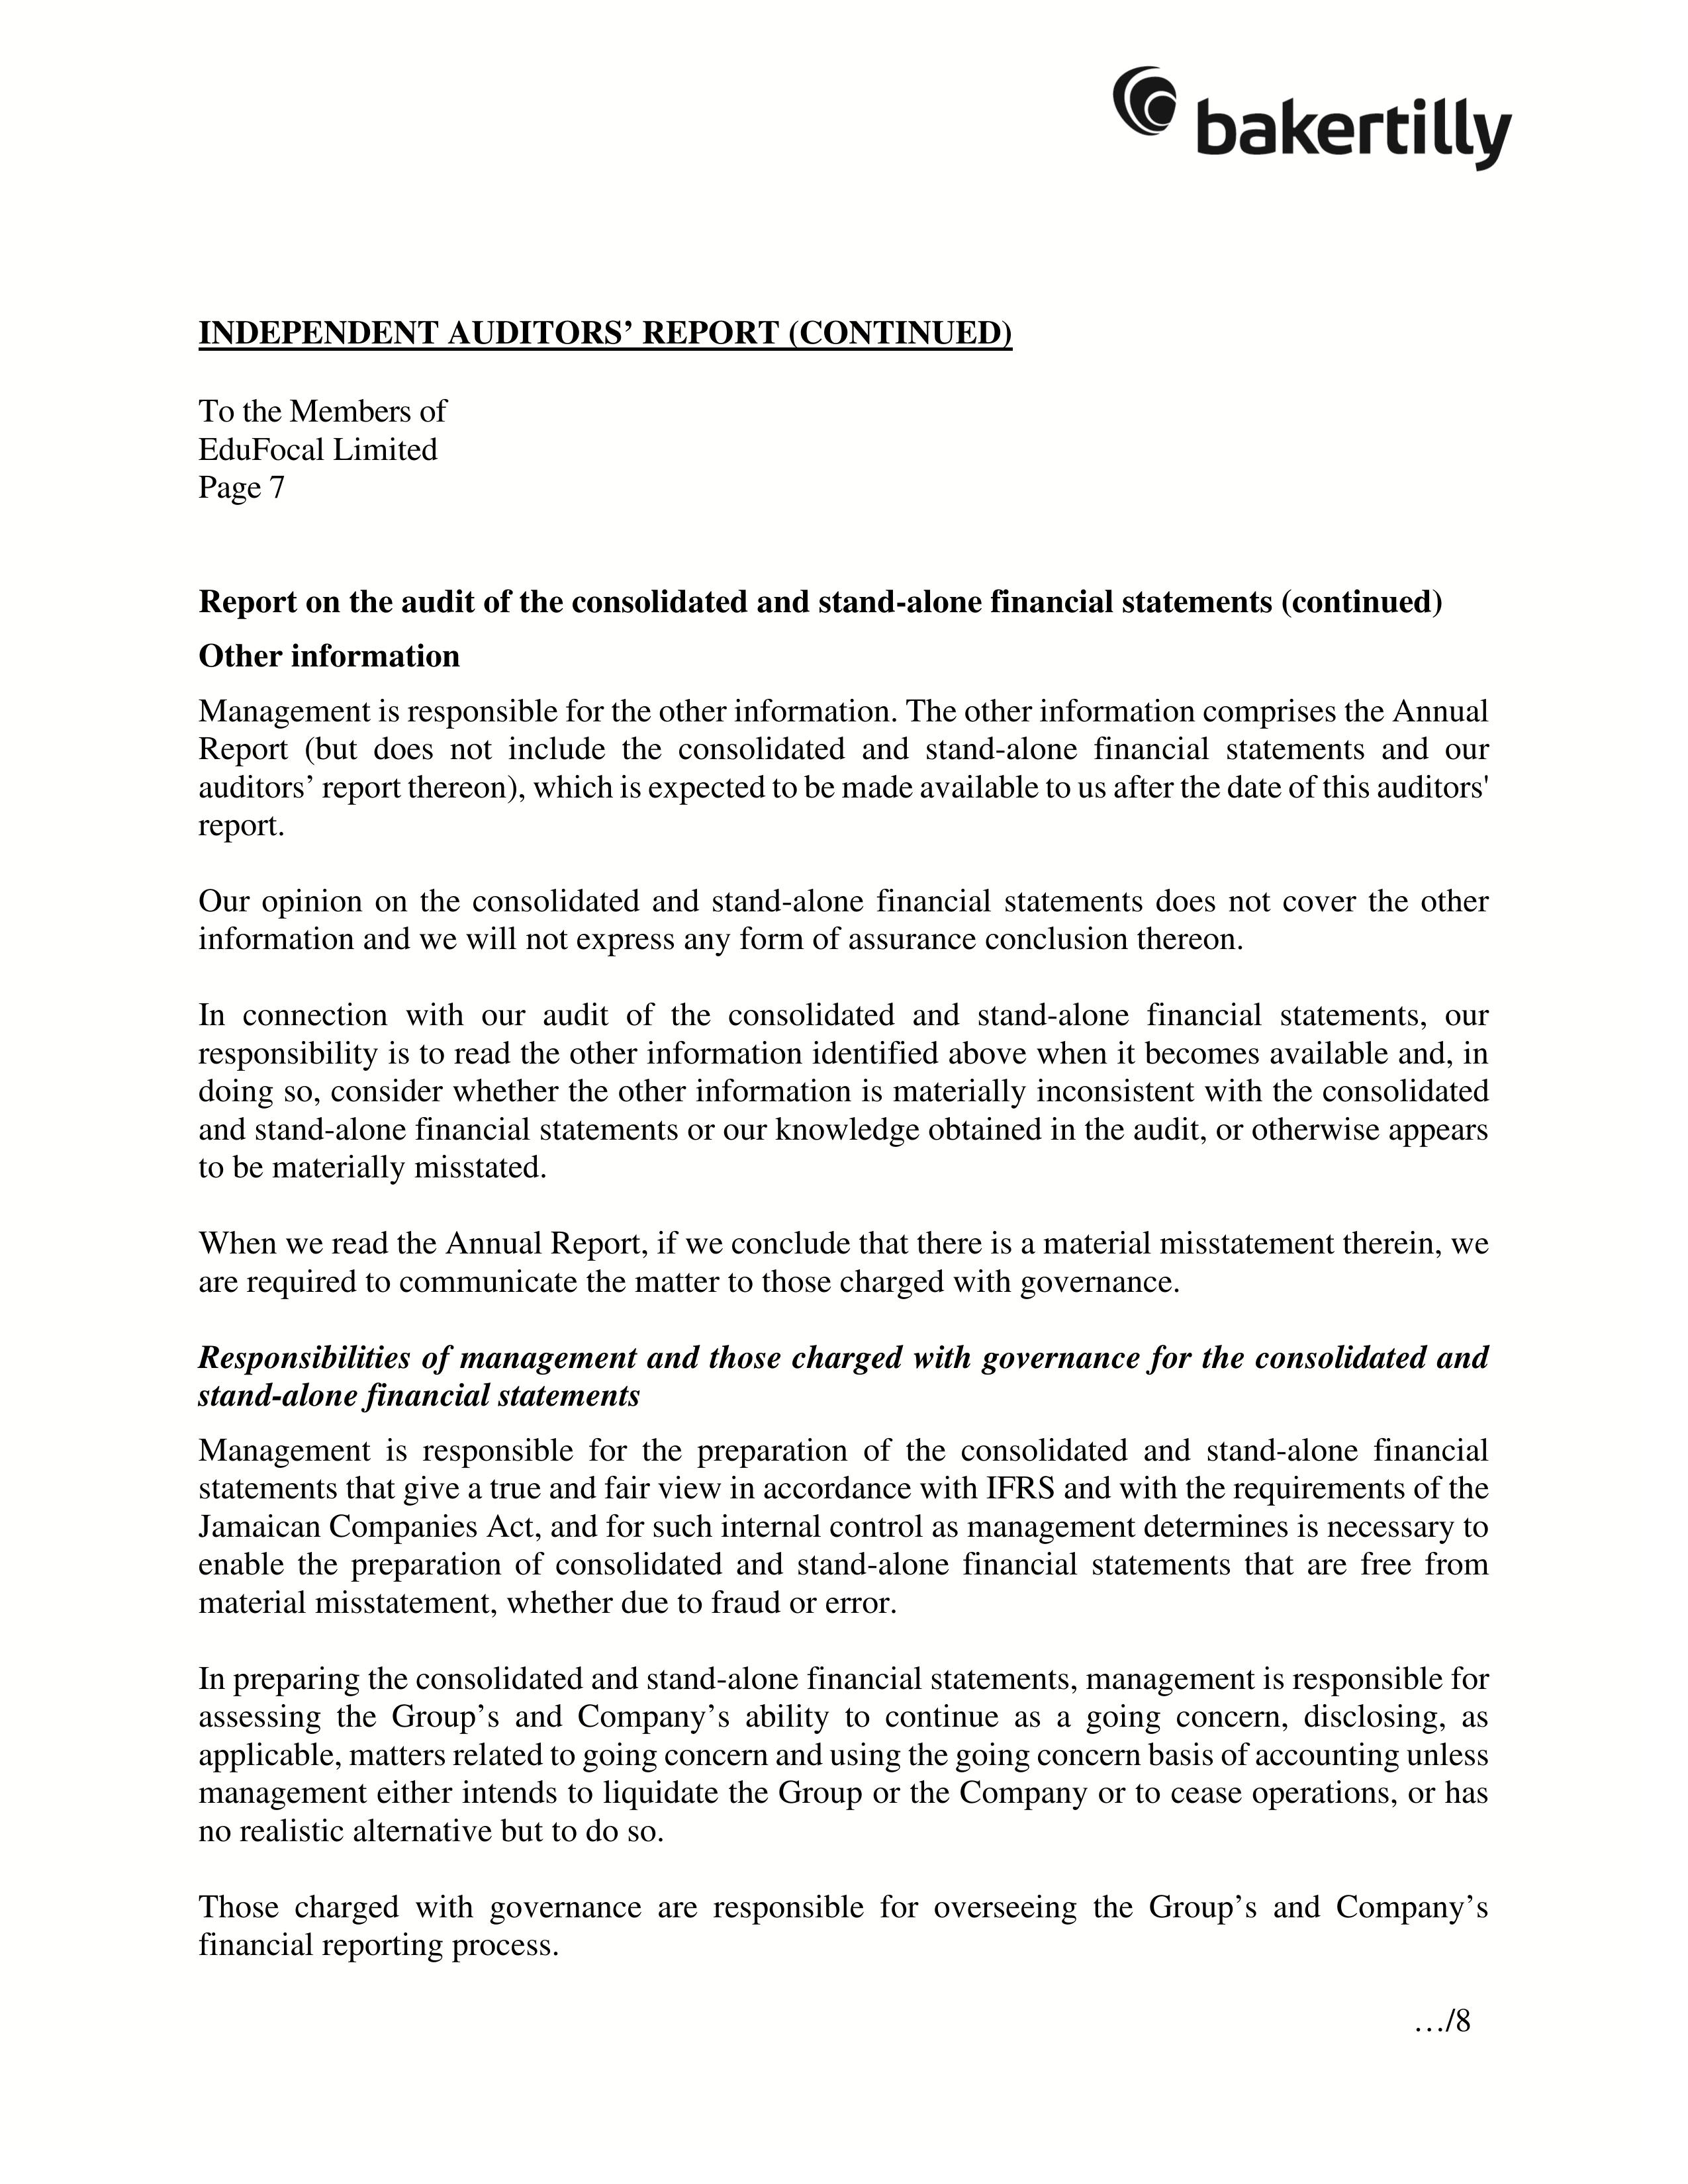 bakertilly
INDEPENDENT AUDITORS’ REPORT (CONTINUED)
To the Members of
EduFocal Limited
Page 7
Report on the audit of the consolidated and stand-alone financial statements (continued)
Other information
Management is responsible for the other information. The other information comprises the Annual
Report (but does not include the consolidated and stand-alone financial statements and our
auditors’ report thereon), which is expected to be made available to us after the date of this auditors'
report.
Our opinion on the consolidated and stand-alone financial statements does not cover the other
information and we will not express any form of assurance conclusion thereon.
In connection with our audit of the consolidated and stand-alone financial statements, our
responsibility is to read the other information identified above when it becomes available and, in
doing so, consider whether the other information is materially inconsistent with the consolidated
and stand-alone financial statements or our knowledge obtained in the audit, or otherwise appears
to be materially misstated.
When we read the Annual Report, if we conclude that there is a material misstatement therein, we
are required to communicate the matter to those charged with governance.
Responsibilities of management and those charged with governance for the consolidated and
stand-alone financial statements
Management is responsible for the preparation of the consolidated and stand-alone financial
statements that give a true and fair view in accordance with IFRS and with the requirements of the
Jamaican Companies Act, and for such internal control as management determines is necessary to
enable the preparation of consolidated and stand-alone financial statements that are free from
material misstatement, whether due to fraud or error.
In preparing the consolidated and stand-alone financial statements, management is responsible for
assessing the Group’s and Company’s ability to continue as a going concern, disclosing, as
applicable, matters related to going concern and using the going concern basis of accounting unless
management either intends to liquidate the Group or the Company or to cease operations, or has
no realistic alternative but to do so.
Those charged with governance are responsible for overseeing the Group’s and Company’s
financial reporting process.
…/8